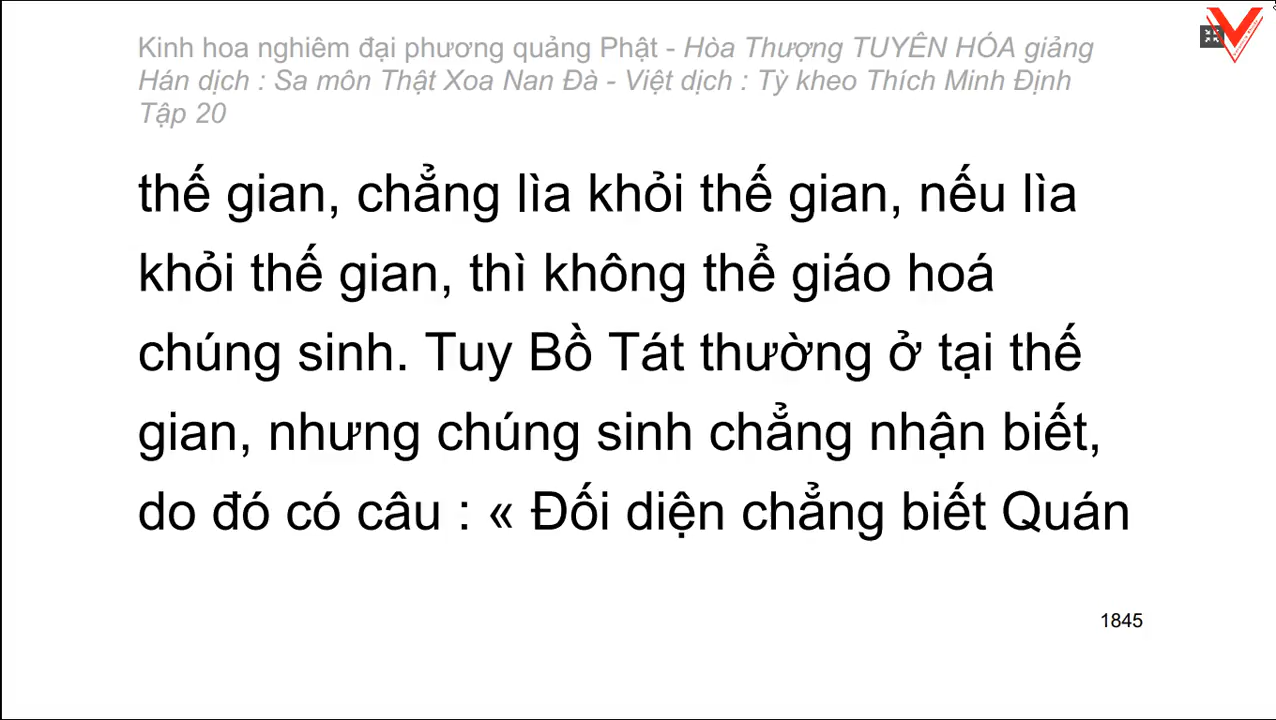 Kinh hoa nghiêm đại phương quảng Phật - Hòa Thượng TUYÊN HÓA giảng
Hán dịch : Sa môn Thật Xoa Nan Đà - Việt dịch : Tỳ kheo Thích Minh Định
Tập 20
thế gian, chẳng lìa khỏi thế gian, nếu lìa
khỏi thế gian, thì không thể giáo hoá
chúng sinh. Tuy Bồ Tát thường ở tại thế
gian, nhưng chúng sinh chẳng nhận biết,
do đó có câu : « Đối diện chẳng biết Quán
1845